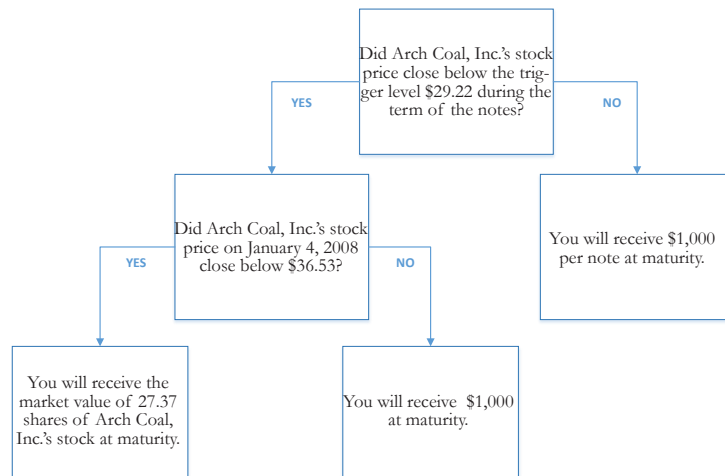 Did Arch Coal, Inc.'s stock
price close below the trig-
ger level $29.22 during the
term of the notes?
YES
NO
Did Arch Coal, Inc.'s stock
price on January 4, 2008
close below $36.53?
You will receive $1,000
per note at maturity.
YES
NO
You will receive the
market value of 27.37
shares of Arch Coal,
Inc.'s stock at maturity.
You will receive $1,000
at maturity.